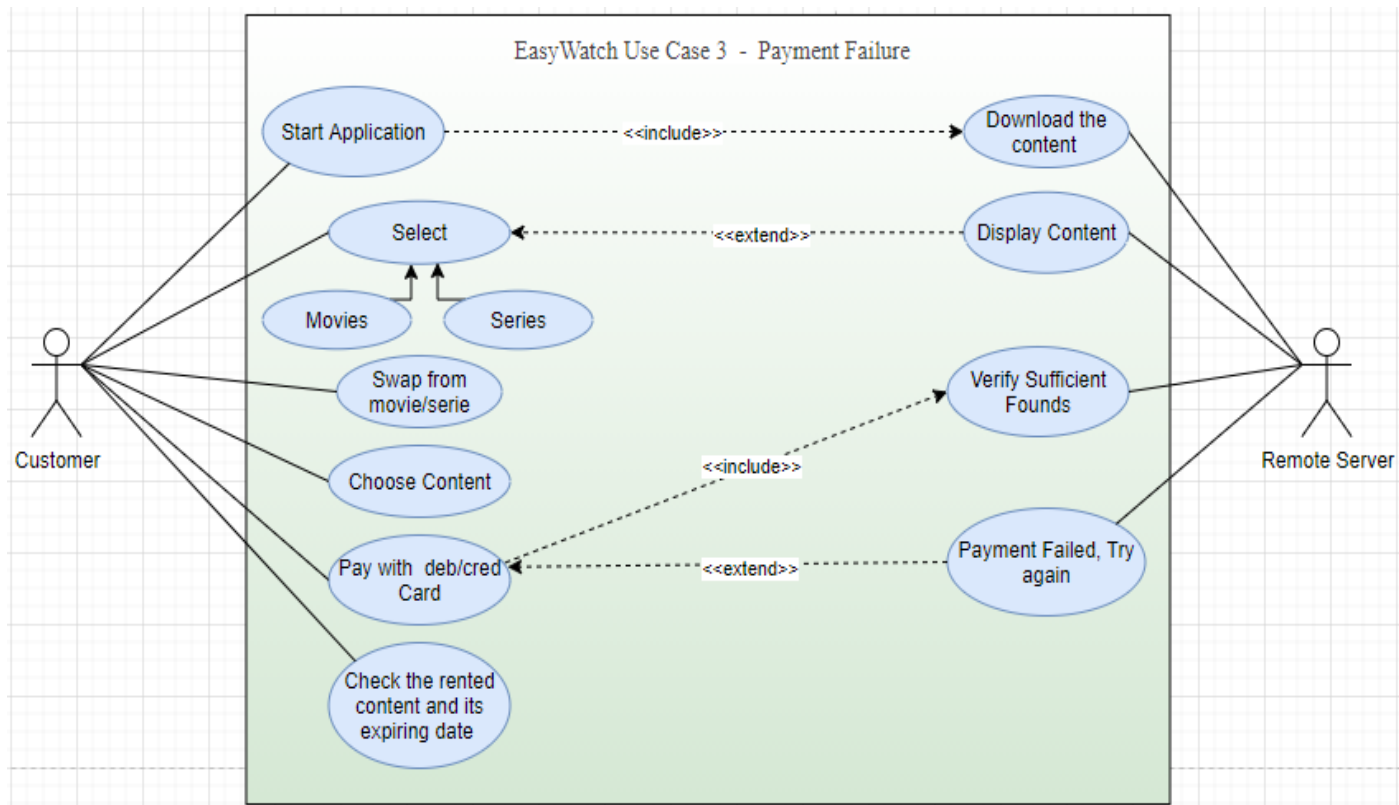 EasyWatch Use Case 3 - Payment Failure
Start Application
<<include>>
Download the
content
Select
<<extend>>
Display Content
Movies
Series
Swap from
movie/serie
Verify Sufficient
Founds
Customer
Remote Server
<<include>>
Choose Content
Pay with deb/cred
Card
<<extend>>
Payment Failed, Try
again
Check the rented
content and its
expiring date